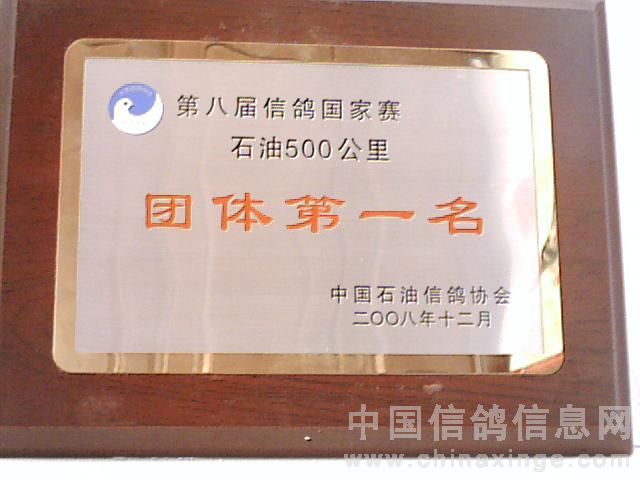 第八届信鸽国家赛
石油500公里
团体第一名
中国石油信鸽协会
二〇〇八年十二月
中国信鸽信息网
www.chinaxinge.com